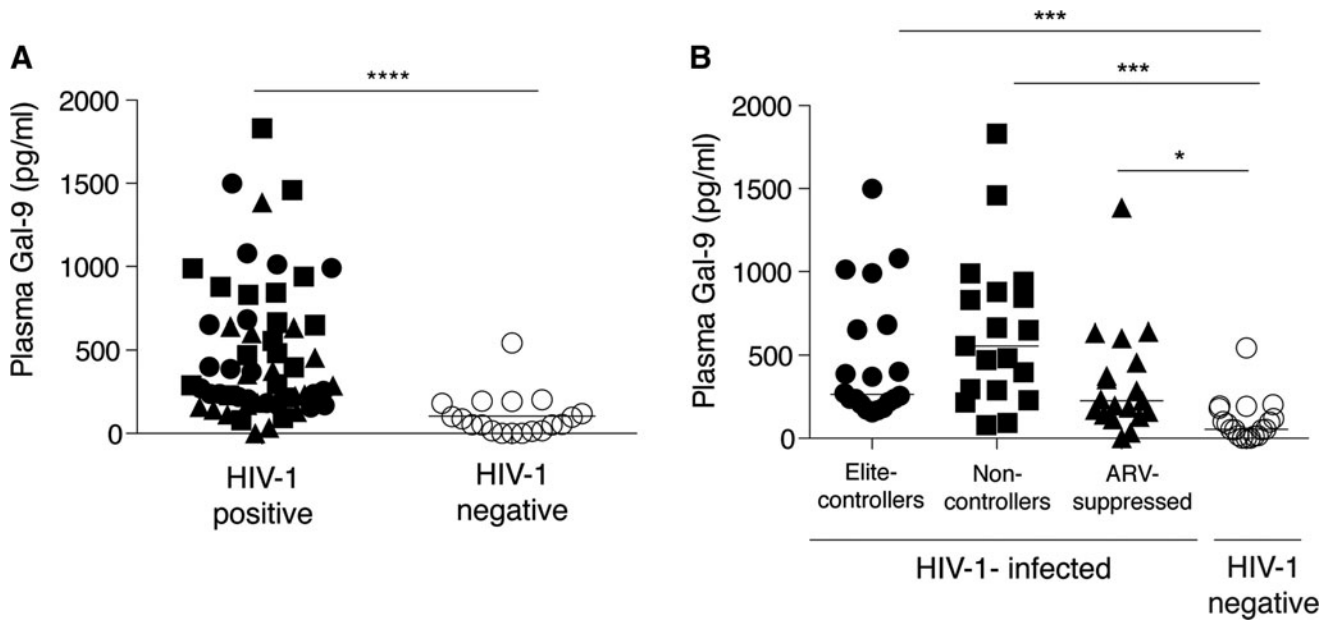 A
****
Plasma Gal-9 (pg/ml)
2000
1500
1000
500
0
HIV-1
positive
HIV-1
negative
B
***
***
*
Plasma Gal-9 (pg/ml)
2000
1500
1000
500
0
Elite-
controllers
Non-
controllers
ARV-
suppressed
HIV-1- infected
HIV-1
negative